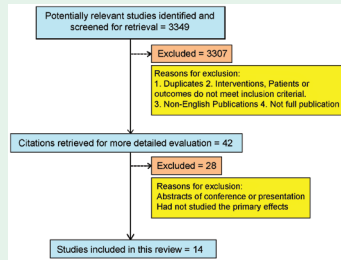 Potentially relevant studies identified and
screened for retrieval = 3349
Excluded = 3307
Reasons for exclusion:
1. Duplicates 2. Interventions, Patients or
outcomes do not meet inclusion criterial.
3. Non-English Publications 4. Not full publication
Citations retrieved for more detailed evaluation = 42
Excluded = 28
Reasons for exclusion:
Abstracts of conference or presentation
Had not studied the primary effects
Studies included in this review = 14